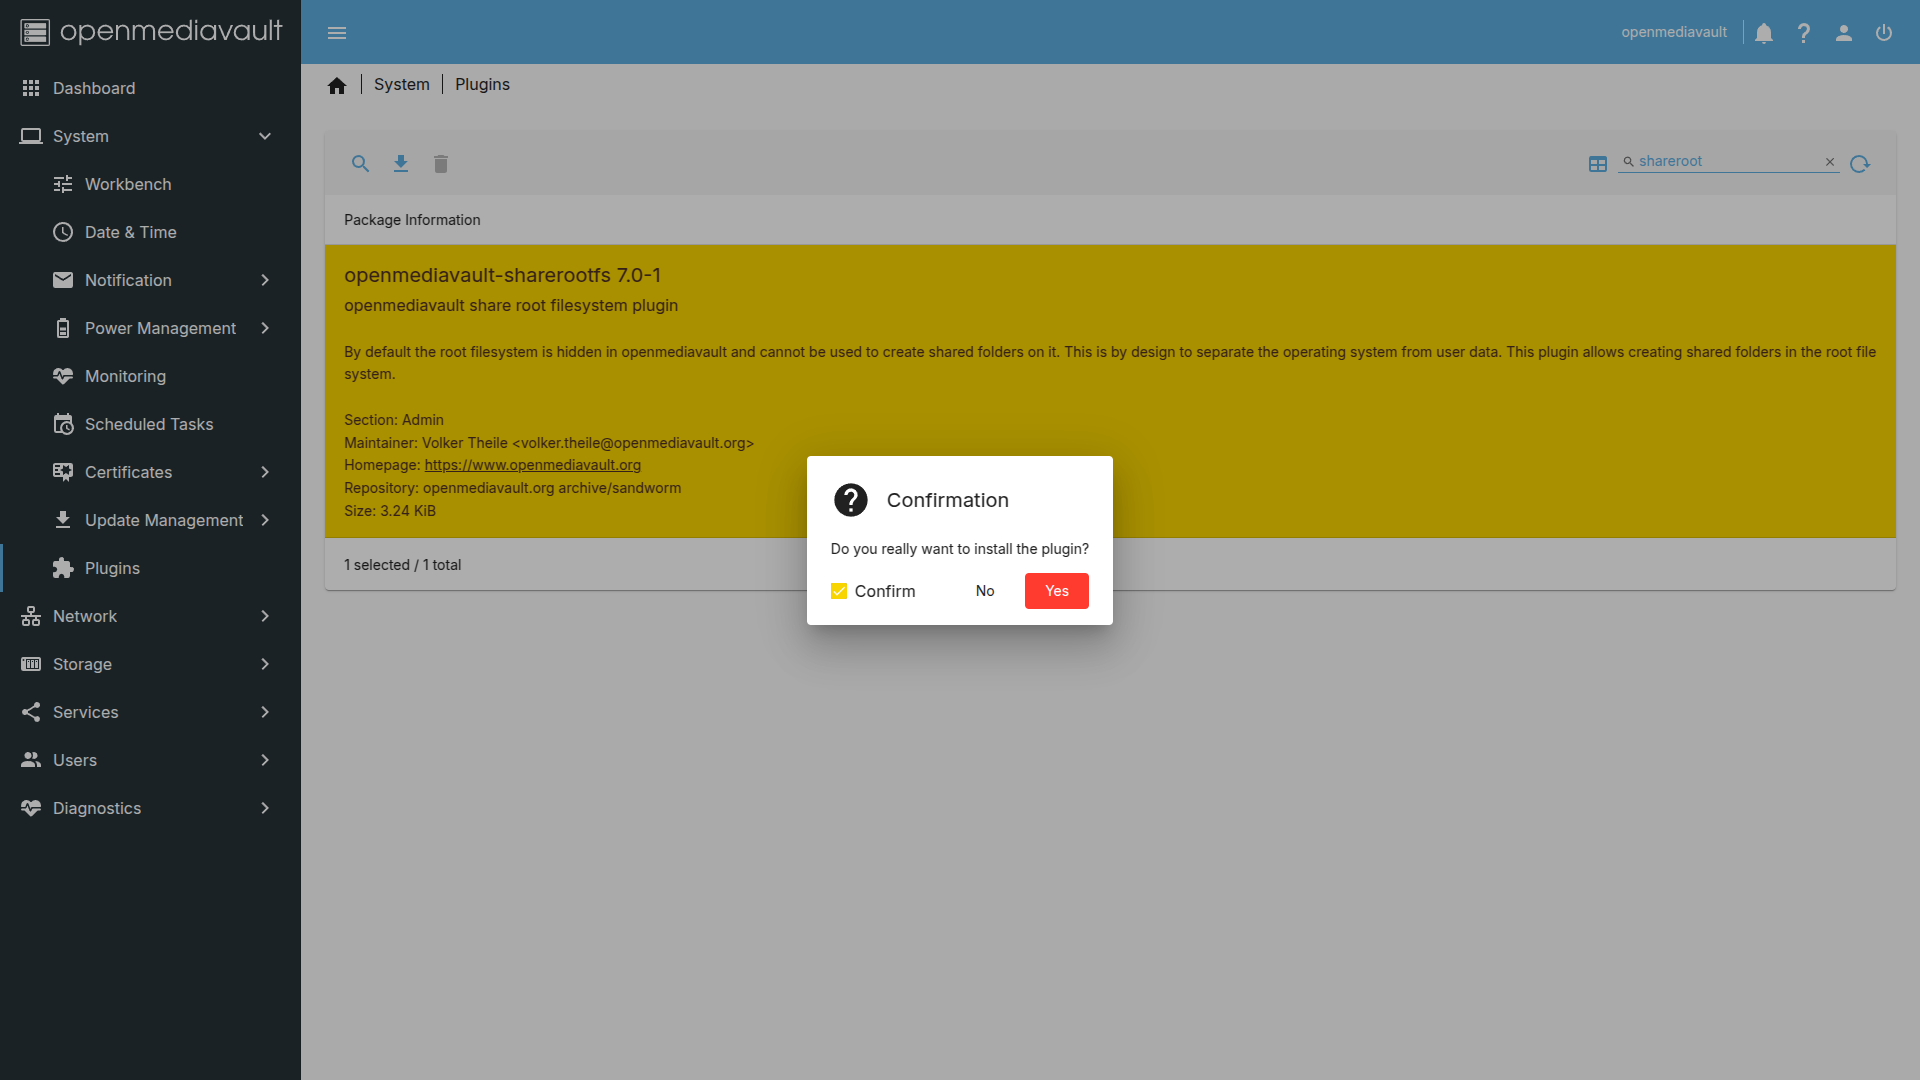 openmediavault
openmediavault
Dashboard
System
Workbench
Date & Time
Notification
Power Management
Monitoring
Scheduled Tasks
Certificates
Update Management
Plugins
Network
Storage
Services
Users
Diagnostics
System | Plugins
shareroot
Package Information
openmediavault-sharerootfs 7.0-1
openmediavault share root filesystem plugin
By default the root filesystem is hidden in openmediavault and cannot be used to create shared folders on it. This is by design to separate the operating system from user data. This plugin allows creating shared folders in the root file
system.
Section: Admin
Maintainer: Volker Theile <volker.theile@openmediavault.org>
Homepage: https://www.openmediavault.org
Repository: openmediavault.org archive/sandworm
Size: 3.24 KiB
1 selected / 1 total
Confirmation
Do you really want to install the plugin?
Confirm
No
Yes